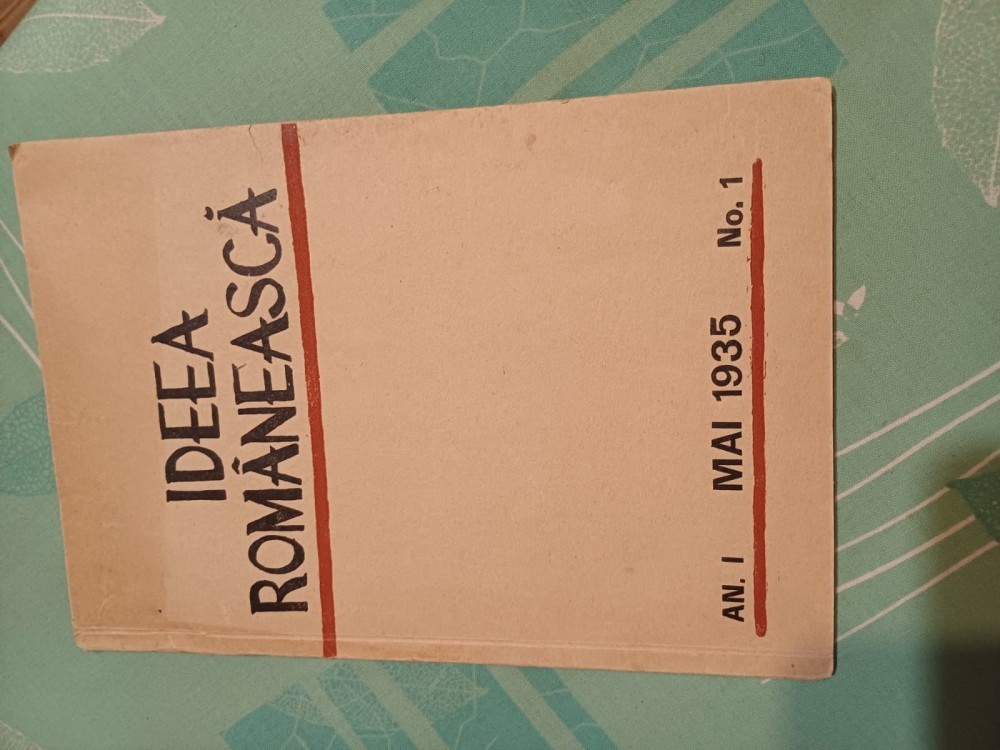 IDEEA
ROMÂNEASCĂ
AN. I MAI 1935 No. 1